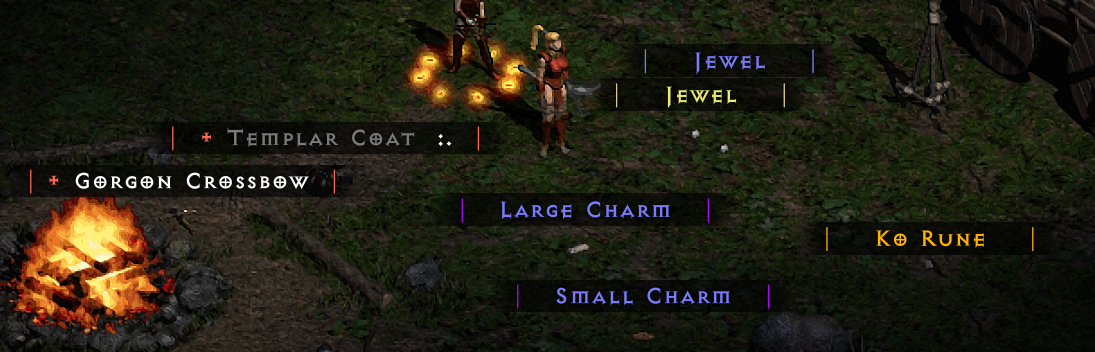 | Jewel |
| Jewel |
| + Templar Coat :. |
| + Gorgon Crossbow |
| Large Charm |
| Ko Rune |
| Small Charm |